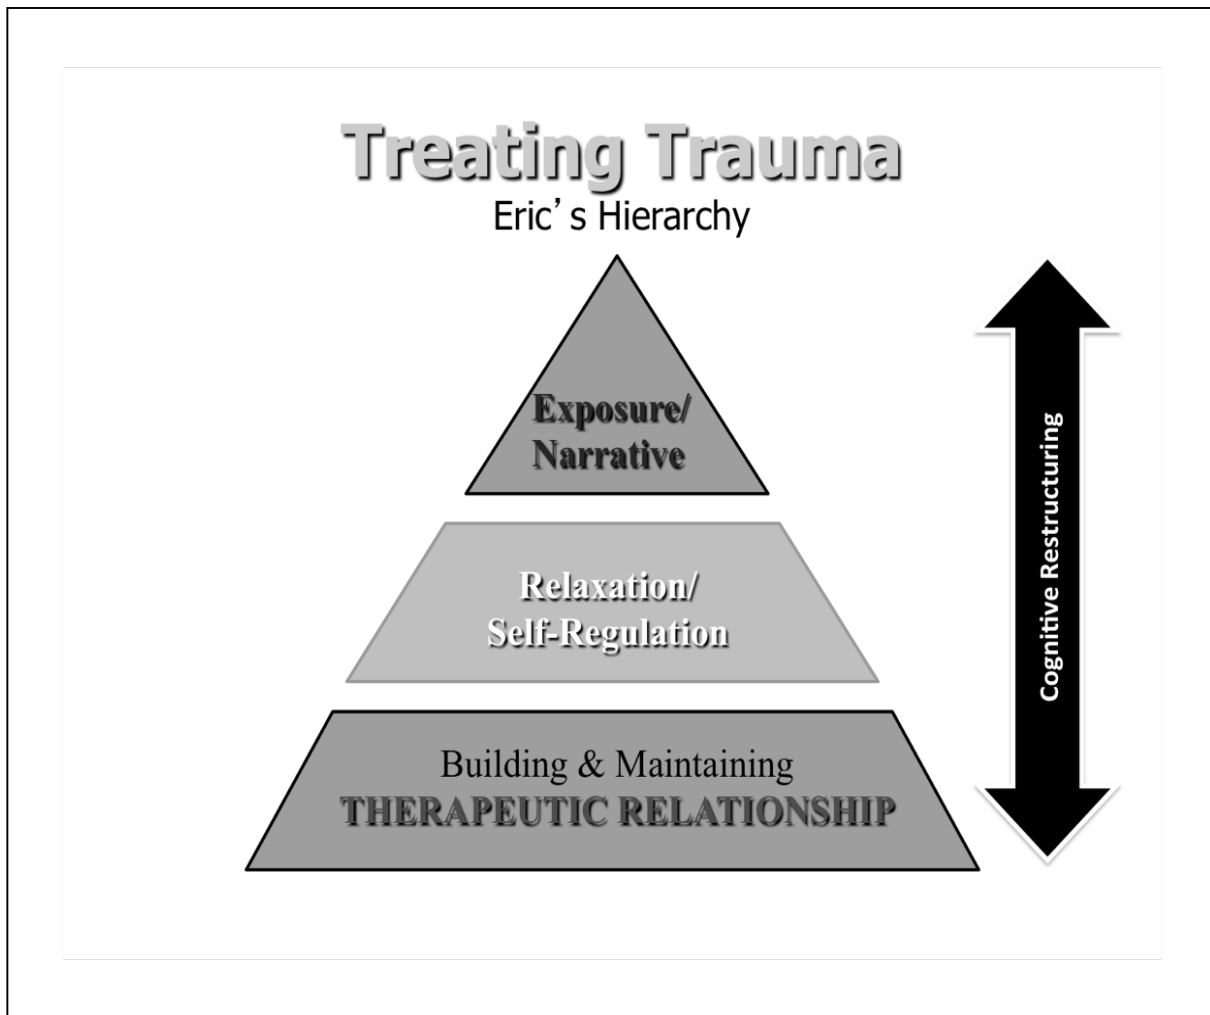 Treating Trauma
Eric’s Hierarchy
Exposure/
Narrative
Relaxation/
Self-Regulation
Building & Maintaining
THERAPEUTIC RELATIONSHIP
Cognitive Restructuring